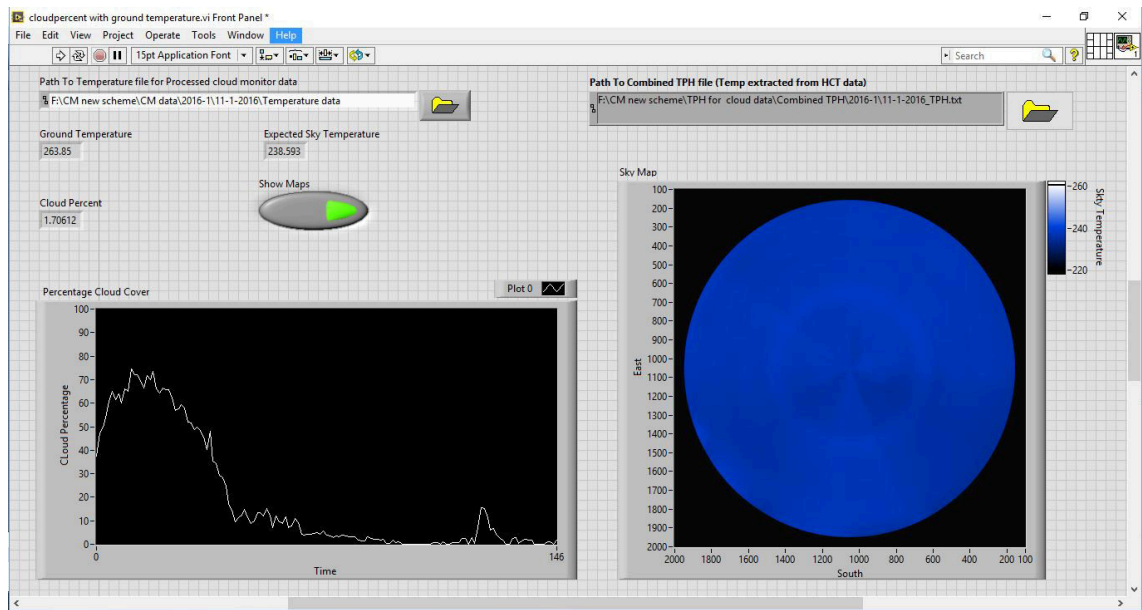 cloudpercent with ground temperature.vi Front Panel *
File Edit View Project Operate Tools Window Help
15pt Application Font
Search
?
1
Path To Temperature file for Processed cloud monitor data
F:\CM new scheme\CM data\2016-1\11-1-2016\Temperature data
Path To Combined TPH file (Temp extracted from HCT data)
F:\CM new scheme\TPH for cloud data\Combined TPH\2016-1\11-1-2016_TPH.txt
Ground Temperature
263.85
Expected Sky Temperature
238.593
Show Maps
Cloud Percent
1.70612
Percentage Cloud Cover
Plot 0
100
90
80
70
60
50
40
30
20
10
0
CLoud Percentage
0 146
Time
Sky Map
100
200
300
400
500
600
700
800
900
1000
1100
1200
1300
1400
1500
1600
1700
1800
1900
2000
East
2000 1800 1600 1400 1200 1000 800 600 400 200 100
South
260
240
220
Skty Temperature